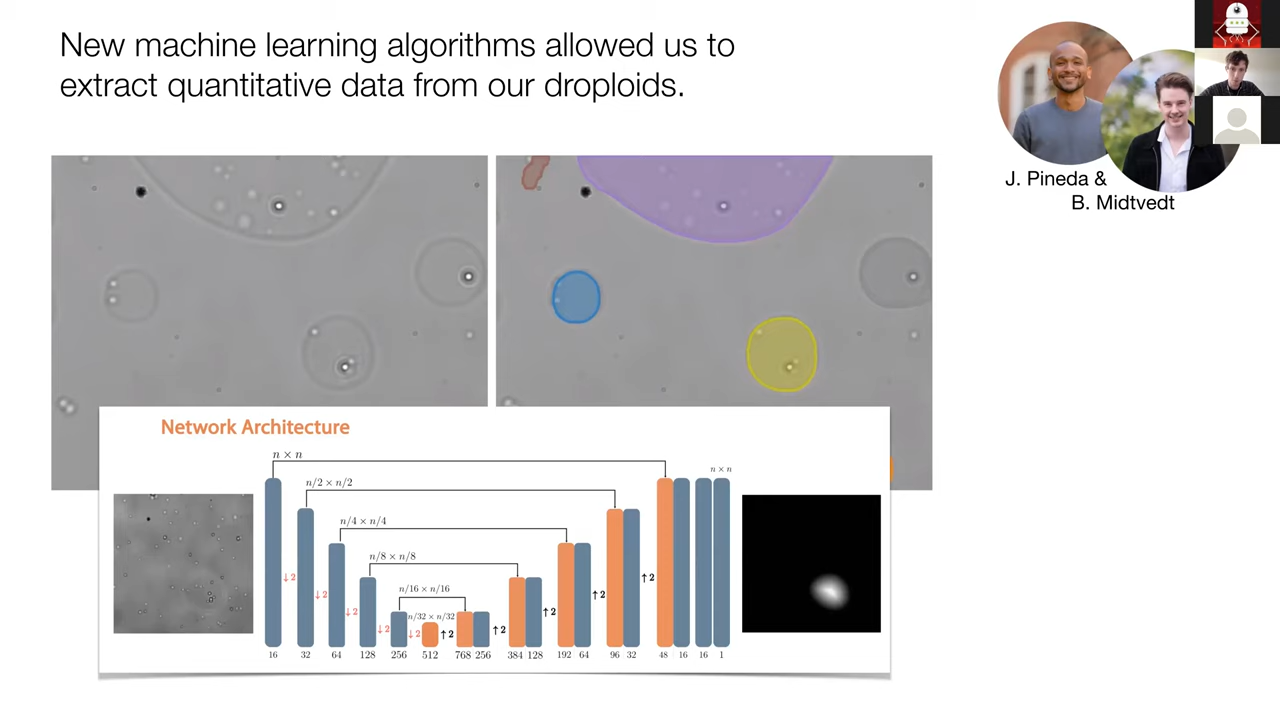 New machine learning algorithms allowed us to
extract quantitative data from our droploids.
J. Pineda &
B. Midtvedt
Network Architecture
n × n
n × n
n/2 × n/2
n/4 × n/4
n/8 × n/8
n/16 × n/16
n/32 × n/32
↓2 ↓2 ↓2 ↓2 ↓2 ↑2 ↑2 ↑2 ↑2 ↑2
16 32 64 128 256 512 768 256 384 128 192 64 96 32 48 16 16 1